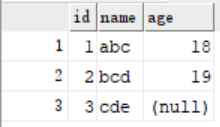 id name age
1 1 abc 18
2 2 bcd 19
3 3 cde (null)